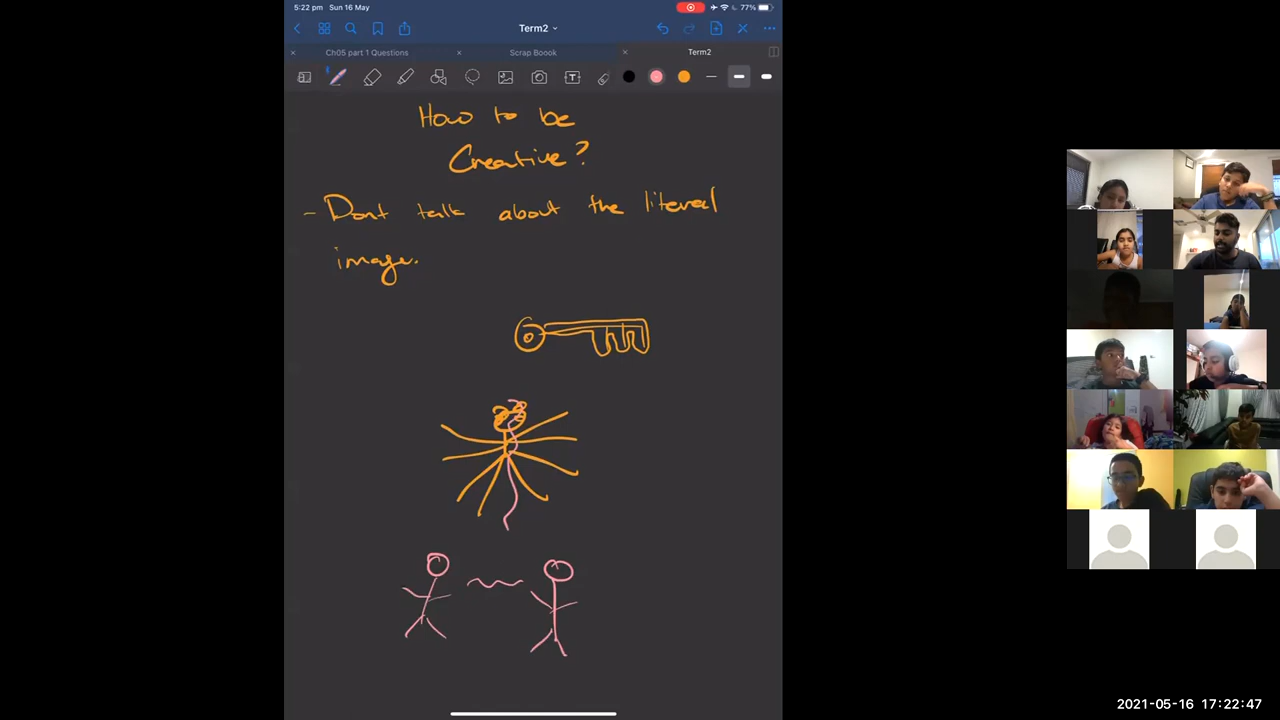 5:22 pm Sun 16 May
77%
Term2
Ch05 part 1 Questions
Scrap Boook
Term2
How to be
Creative?
- Dont talk about the literal
image.
2021-05-16 17:22:47